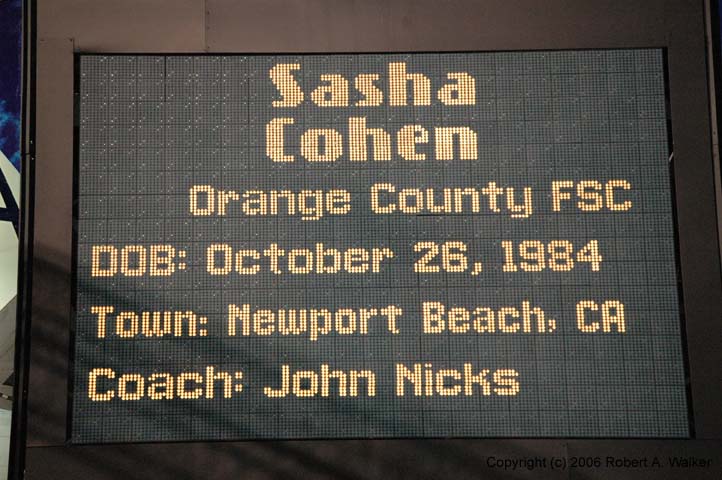 Sasha
Cohen
Orange County FSC
DOB: October 26, 1984
Town: Newport Beach, CA
Coach: John Nicks
Copyright (c) 2006 Robert A. Walker